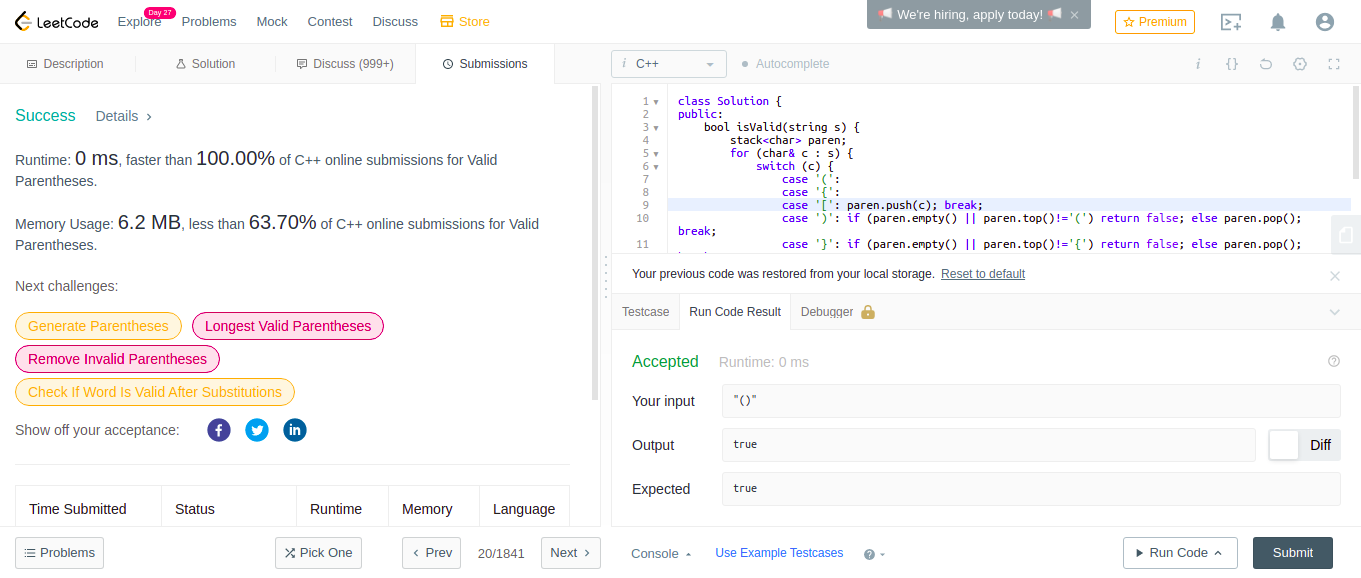 LeetCode Explore Day 27 Problems Mock Contest Discuss Store We're hiring, apply today! Premium
Description Solution Discuss (999+) Submissions
Success Details
Runtime: 0 ms, faster than 100.00% of C++ online submissions for Valid
Parentheses.
Memory Usage: 6.2 MB, less than 63.70% of C++ online submissions for Valid
Parentheses.
Next challenges:
Generate Parentheses Longest Valid Parentheses
Remove Invalid Parentheses
Check If Word Is Valid After Substitutions
Show off your acceptance:
Time Submitted Status Runtime Memory Language
Problems Pick One Prev 20/1841 Next
i C++ Autocomplete i {}
1 class Solution {
2 public:
3 bool isValid(string s) {
4 stack<char> paren;
5 for (char& c : s) {
6 switch (c) {
7 case '(':
8 case '{':
9 case '[': paren.push(c); break;
10 case ')': if (paren.empty() || paren.top()!='(') return false; else paren.pop();
break;
11 case '}': if (paren.empty() || paren.top()!='{') return false; else paren.pop();
Your previous code was restored from your local storage. Reset to default
Testcase Run Code Result Debugger
Accepted Runtime: 0 ms
Your input "()"
Output true Diff
Expected true
Console Use Example Testcases Run Code Submit